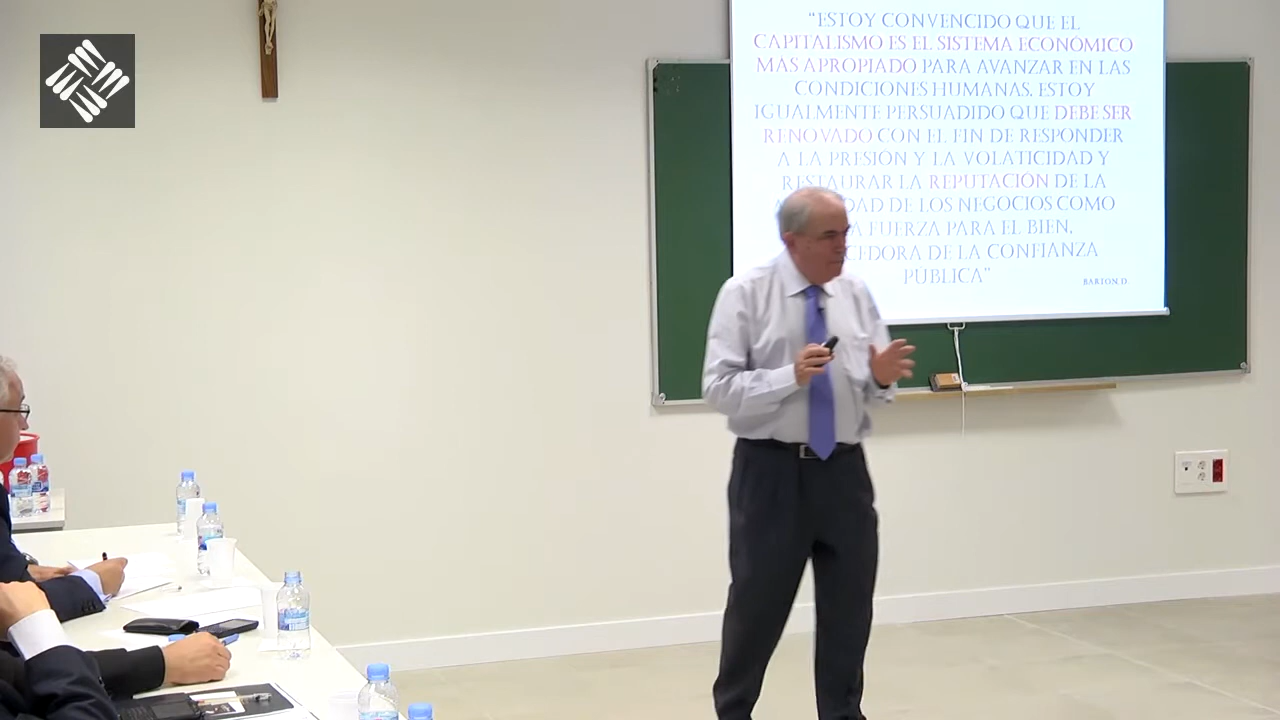 "ESTOY CONVENCIDO QUE EL
CAPITALISMO ES EL SISTEMA ECONÓMICO
MÁS APROPIADO PARA AVANZAR EN LAS
CONDICIONES HUMANAS. ESTOY
IGUALMENTE PERSUADIDO QUE DEBE SER
RENOVADO CON EL FIN DE RESPONDER
A LA PRESIÓN Y LA VOLATICIDAD Y
RESTAURAR LA REPUTACIÓN DE LA
DAD DE LOS NEGOCIOS COMO
FUERZA PARA EL BIEN,
CEDORA DE LA CONFIANZA
PÚBLICA"
BARTON D.